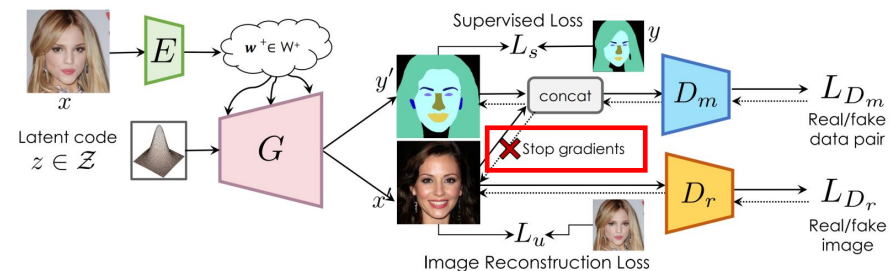 Supervised Loss
E
w⁺∈ W⁺
y′
L_s
y
x
concat
D_m
L_{D_m}
Real/fake
data pair
Latent code
z ∈ 𝒵
G
Stop gradients
x′
D_r
L_{D_r}
Real/fake
image
L_u
Image Reconstruction Loss